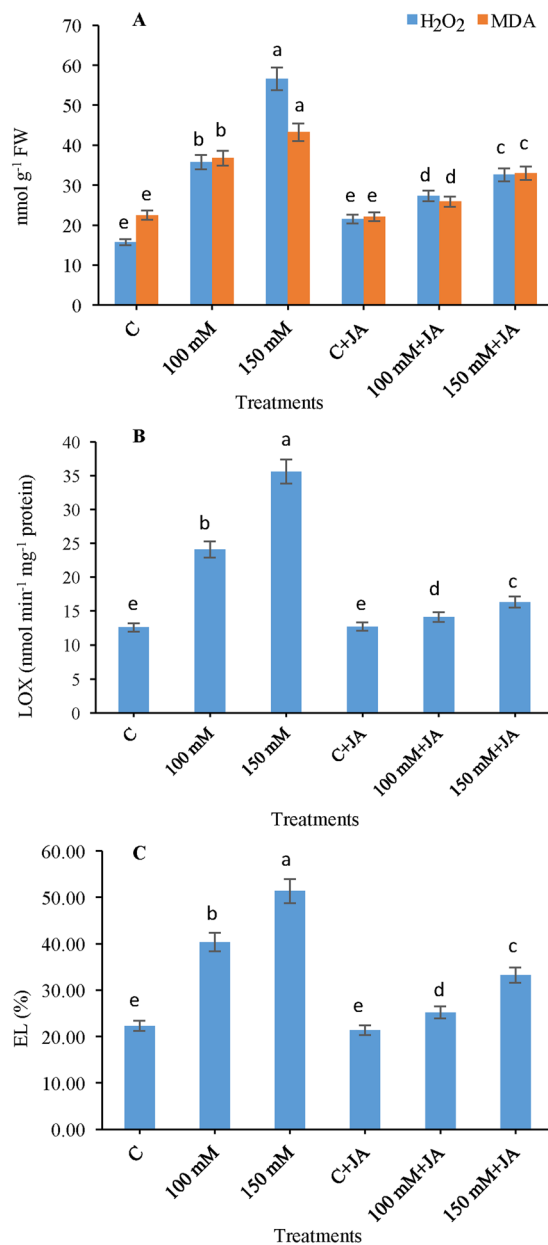 A
H₂O₂ MDA
70
60
50
40
30
20
10
0
nmol g⁻¹ FW
e e
b b
a
a
e e
d d
c c
C
100 mM
150 mM
C+JA
100 mM+JA
150 mM+JA
Treatments
B
40
35
30
25
20
15
10
5
0
LOX (nmol min⁻¹ mg⁻¹ protein)
e
b
a
e
d
c
C
100 mM
150 mM
C+JA
100 mM+JA
150 mM+JA
Treatments
C
60.00
50.00
40.00
30.00
20.00
10.00
0.00
EL (%)
e
b
a
e
d
c
C
100 mM
150 mM
C+JA
100 mM+JA
150 mM+JA
Treatments